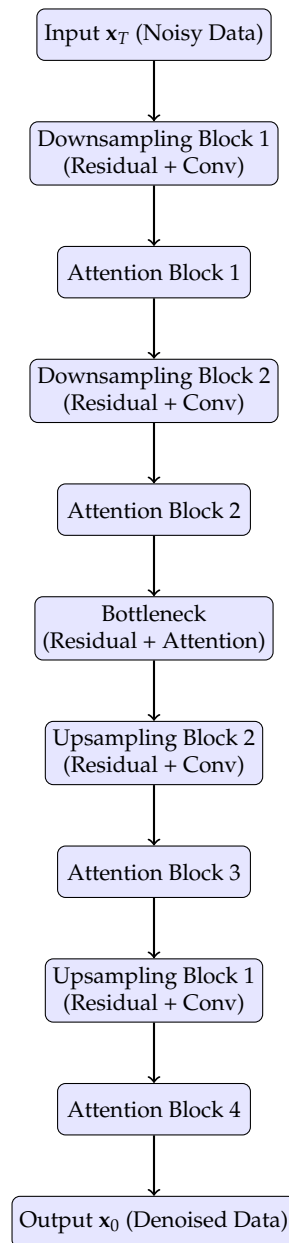 Input x_T (Noisy Data)
Downsampling Block 1
(Residual + Conv)
Attention Block 1
Downsampling Block 2
(Residual + Conv)
Attention Block 2
Bottleneck
(Residual + Attention)
Upsampling Block 2
(Residual + Conv)
Attention Block 3
Upsampling Block 1
(Residual + Conv)
Attention Block 4
Output x_0 (Denoised Data)